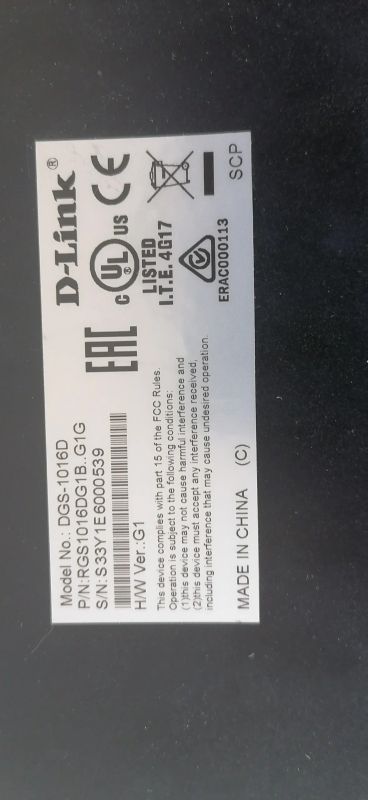 D-Link®
Model No.: DGS-1016D
P/N:RGS1016DG1B..G1G
S/N: S33Y1E6000539
H/W Ver.:G1
EAC
C UL US CE
LISTED
I.T.E. 4G17
ERAC000113
This device complies with part 15 of the FCC Rules.
Operation is subject to the following conditions:
(1)this device may not cause harmful interference and
(2)this device must accept any interference received,
including interference that may cause undesired operation.
MADE IN CHINA (C) SCP